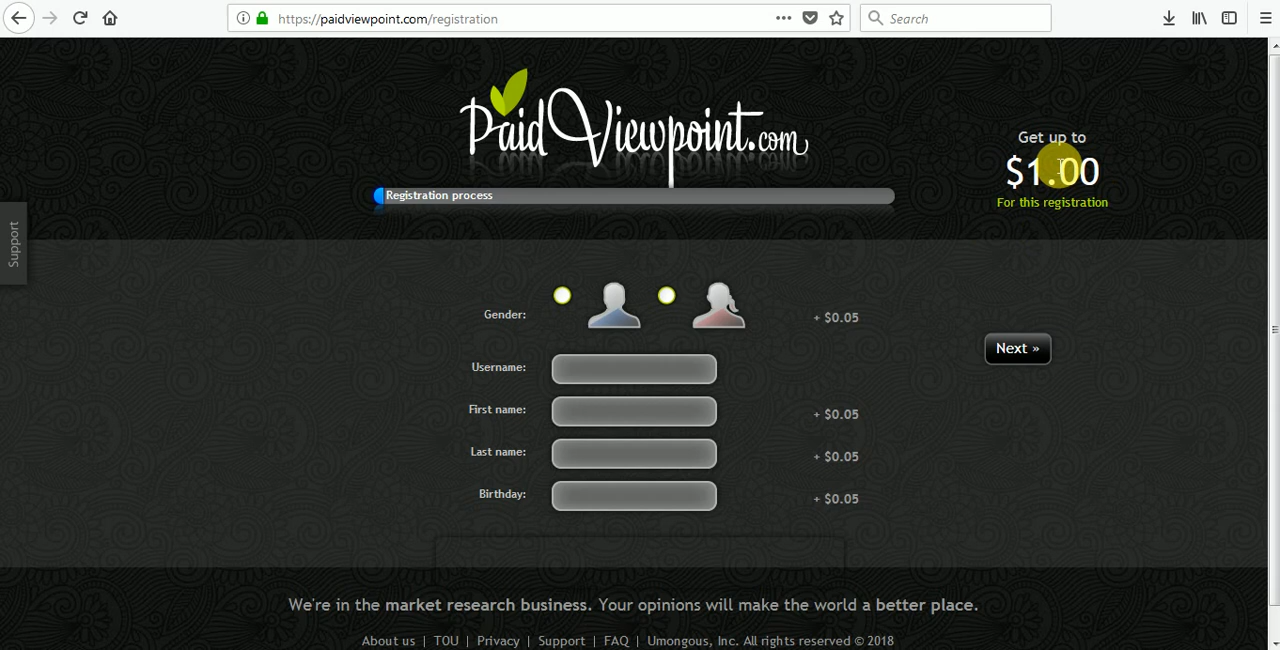 https://paidviewpoint.com/registration
Search
PaidViewpoint.com
Get up to
$1.00
For this registration
Registration process
Support
Gender:
+ $0.05
Next »
Username:
First name:
+ $0.05
Last name:
+ $0.05
Birthday:
+ $0.05
We're in the market research business. Your opinions will make the world a better place.
About us | TOU | Privacy | Support | FAQ | Umongous, Inc. All rights reserved © 2018